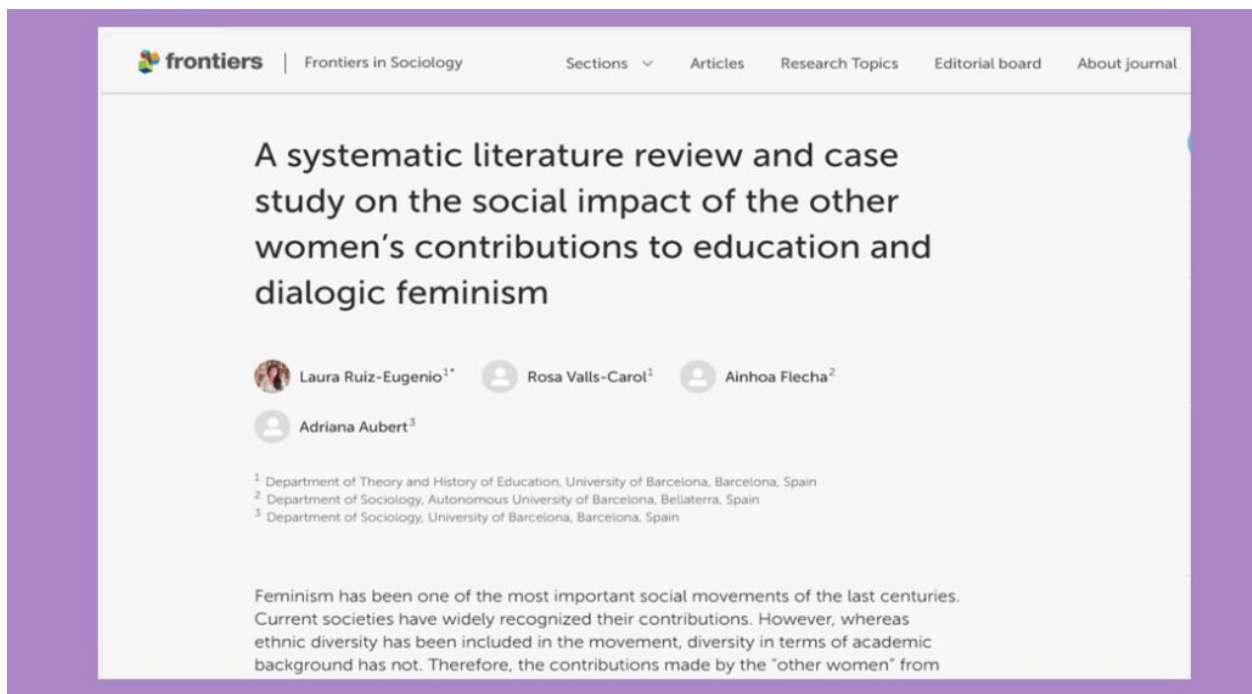 frontiers | Frontiers in Sociology Sections Articles Research Topics Editorial board About journal
A systematic literature review and case
study on the social impact of the other
women's contributions to education and
dialogic feminism
Laura Ruiz-Eugenio1* Rosa Valls-Carol1 Ainhoa Flecha2
Adriana Aubert3
1 Department of Theory and History of Education, University of Barcelona, Barcelona, Spain
2 Department of Sociology, Autonomous University of Barcelona, Bellaterra, Spain
3 Department of Sociology, University of Barcelona, Barcelona, Spain
Feminism has been one of the most important social movements of the last centuries.
Current societies have widely recognized their contributions. However, whereas
ethnic diversity has been included in the movement, diversity in terms of academic
background has not. Therefore, the contributions made by the "other women" from